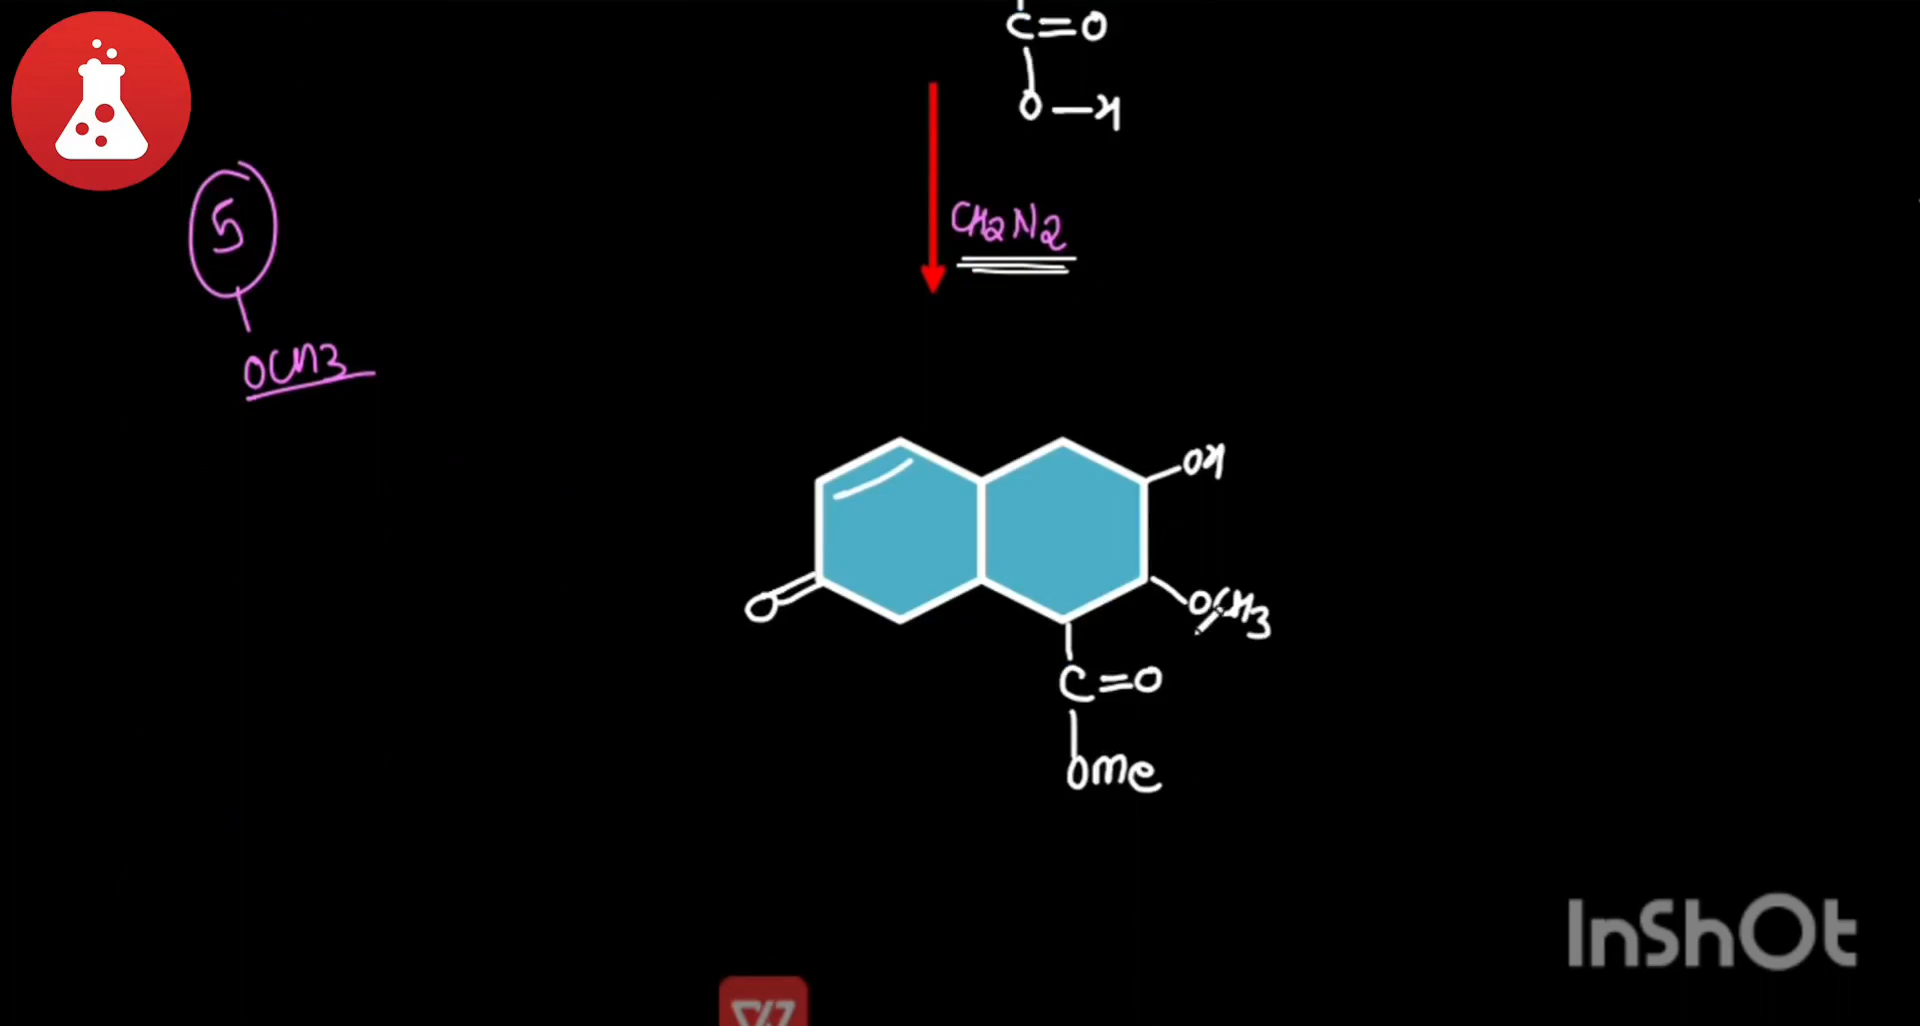 C=O
O—H
CH2N2
5
OCH3
OH
O
OCH3
C=O
OMe
InShOt